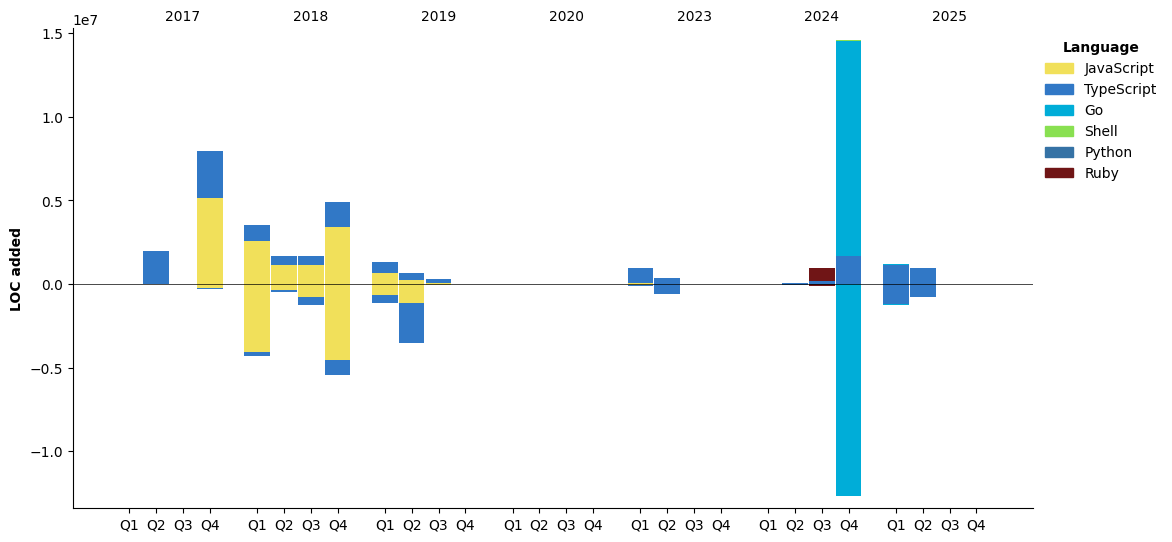 1e7
2017 2018 2019 2020 2023 2024 2025
1.5
1.0
0.5
0.0
−0.5
−1.0
LOC added
Q1 Q2 Q3 Q4 Q1 Q2 Q3 Q4 Q1 Q2 Q3 Q4 Q1 Q2 Q3 Q4 Q1 Q2 Q3 Q4 Q1 Q2 Q3 Q4 Q1 Q2 Q3 Q4
Language
JavaScript
TypeScript
Go
Shell
Python
Ruby